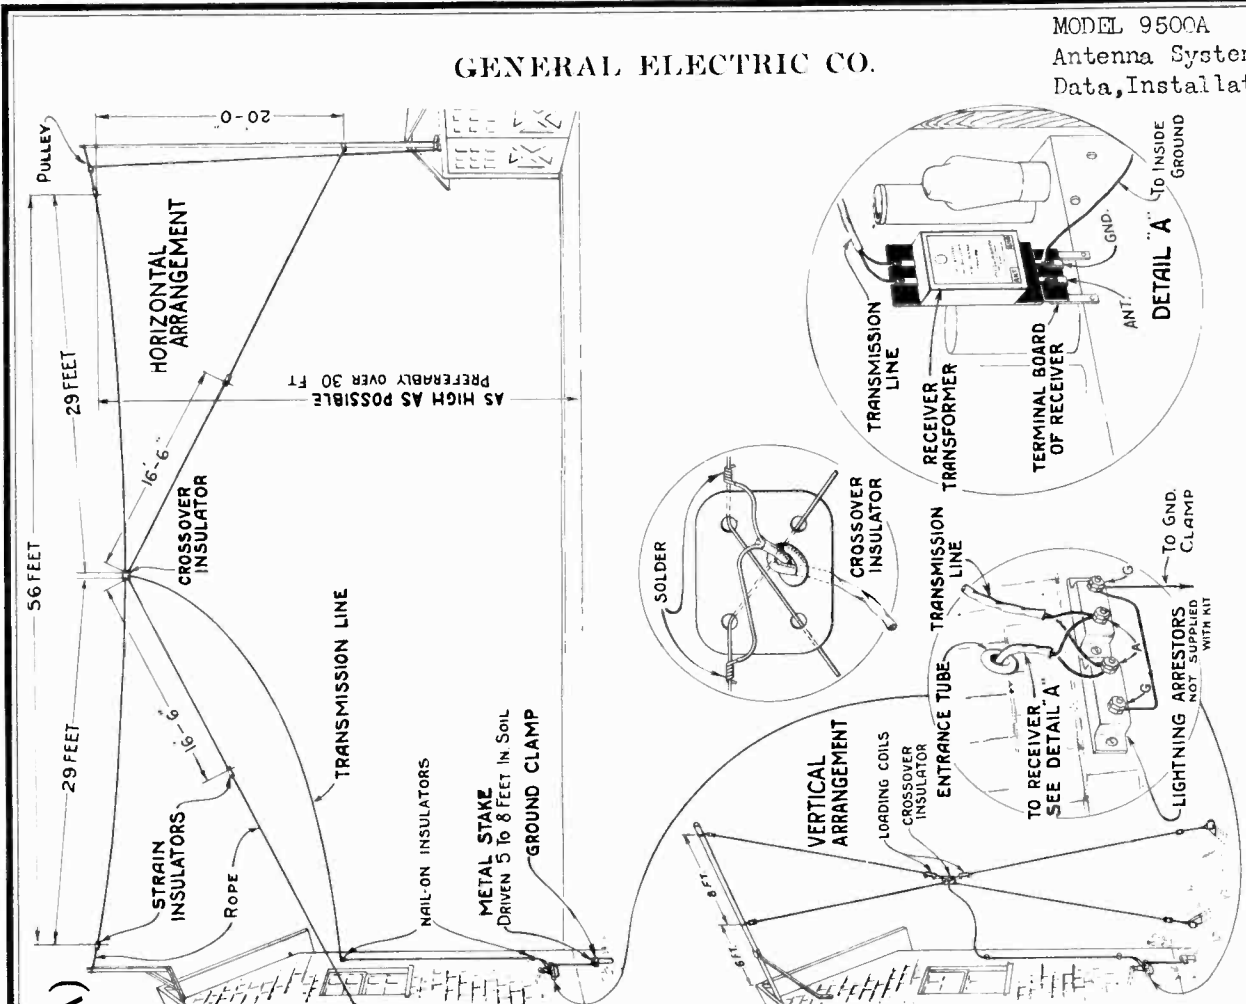 GENERAL ELECTRIC CO.
MODEL 9500A
Antenna System
Data, Installat
PULLEY
20'-0"
HORIZONTAL
ARRANGEMENT
56 FEET
29 FEET
29 FEET
16'-6"
16'-6"
AS HIGH AS POSSIBLE
PREFERABLY OVER 30 FT
CROSSOVER
INSULATOR
TRANSMISSION LINE
STRAIN
INSULATORS
ROPE
NAIL-ON INSULATORS
METAL STAKE
DRIVEN 5 TO 8 FEET IN SOIL
GROUND CLAMP
SOLDER
CROSSOVER
INSULATOR
TRANSMISSION
LINE
RECEIVER
TRANSFORMER
TERMINAL BOARD
OF RECEIVER
ANT.
GND.
TO INSIDE
GROUND
DETAIL "A"
ANT
TRANSMISSION
LINE
ENTRANCE TUBE
TO RECEIVER
SEE DETAIL "A"
G
A
G
TO GND.
CLAMP
LIGHTNING ARRESTORS
NOT SUPPLIED
WITH KIT
VERTICAL
ARRANGEMENT
LOADING COILS
CROSSOVER
INSULATOR
8 FT.
6 FT.
A)